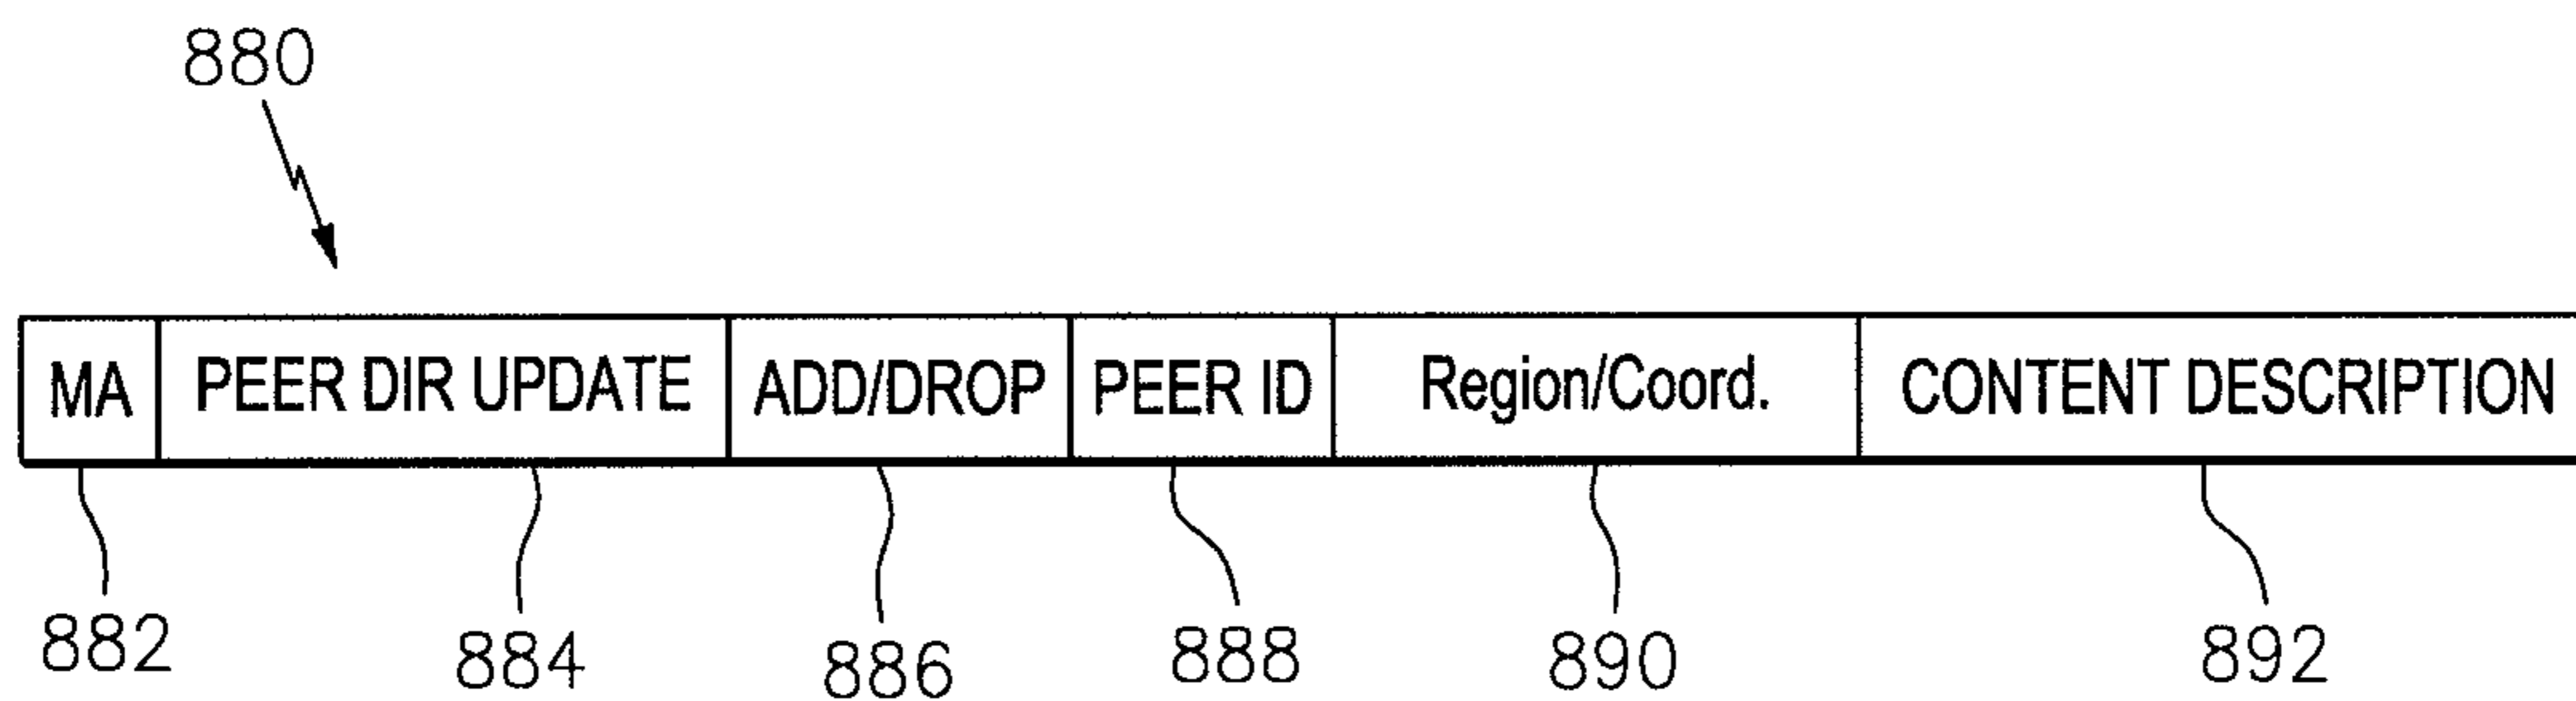 880
MA PEER DIR UPDATE ADD/DROP PEER ID Region/Coord. CONTENT DESCRIPTION
882 884 886 888 890 892